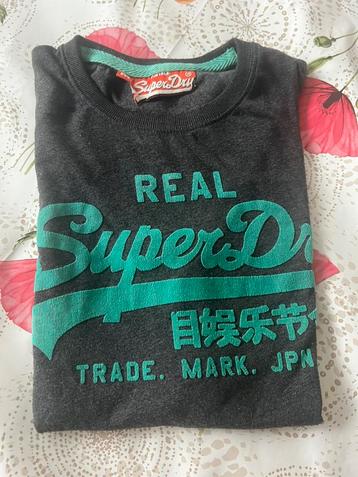 SuperDry
REAL
SuperDr
目娱乐节
TRADE. MARK. JPN